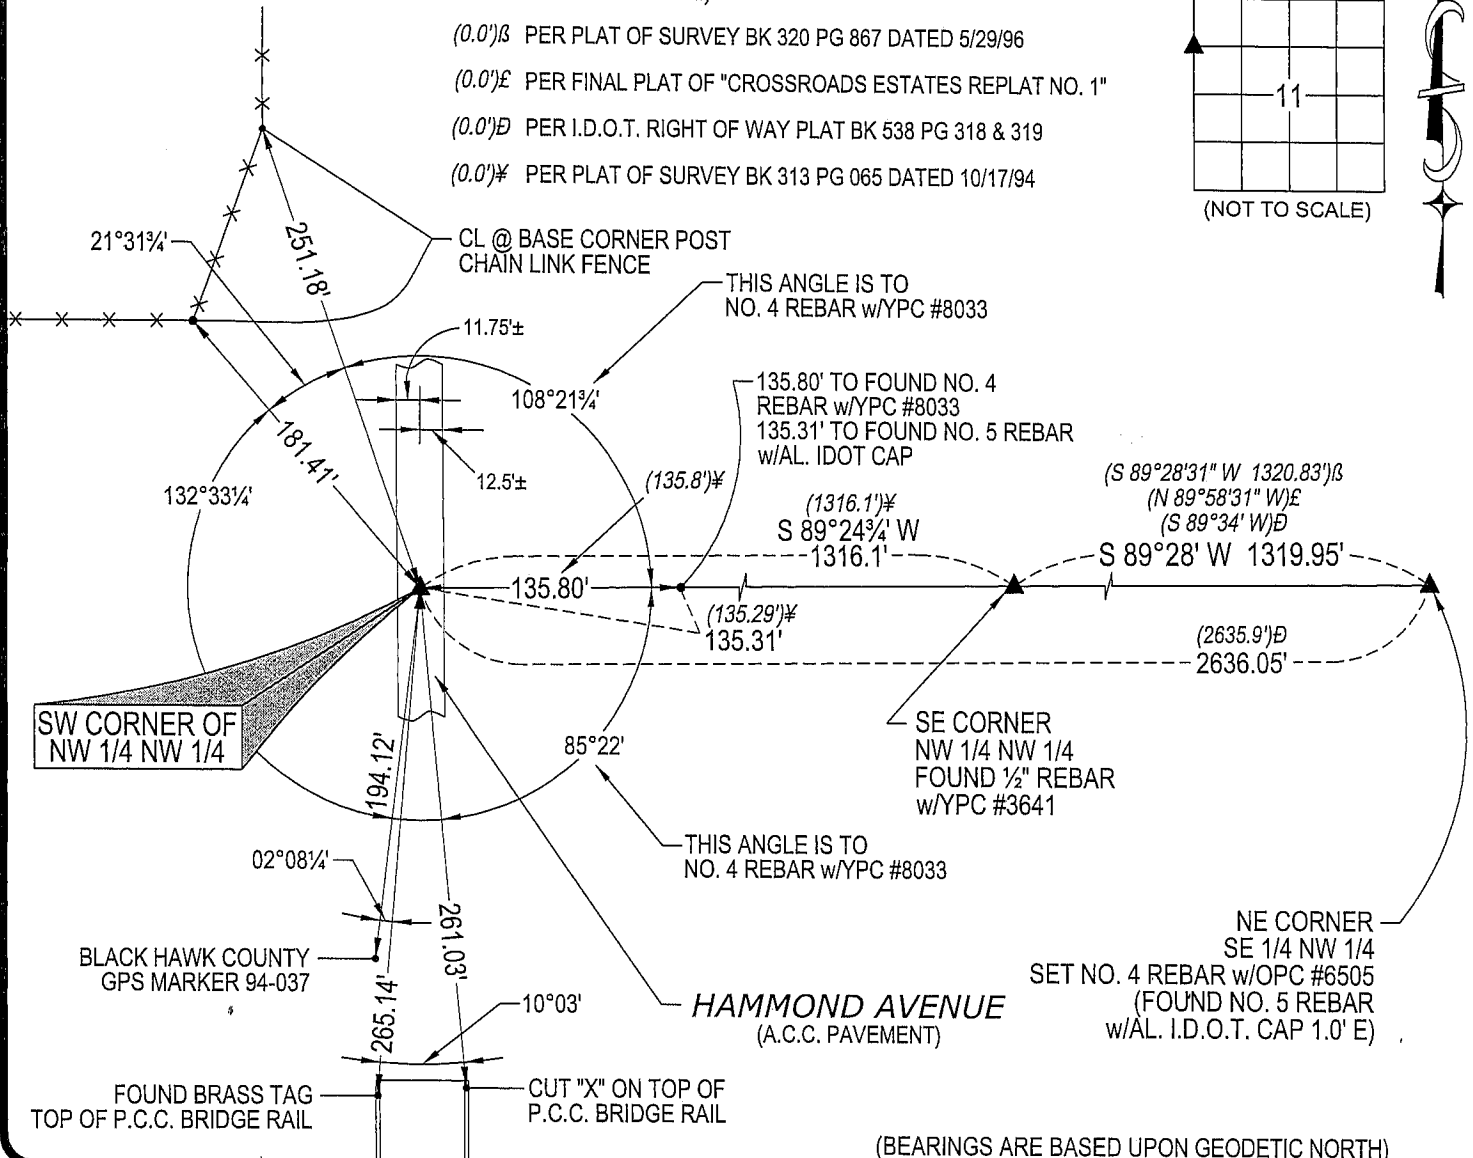 (0.0')ß PER PLAT OF SURVEY BK 320 PG 867 DATED 5/29/96
(0.0')£ PER FINAL PLAT OF "CROSSROADS ESTATES REPLAT NO. 1"
(0.0')Đ PER I.D.O.T. RIGHT OF WAY PLAT BK 538 PG 318 & 319
(0.0')¥ PER PLAT OF SURVEY BK 313 PG 065 DATED 10/17/94
11
(NOT TO SCALE)
21°31¾'
251.18'
CL @ BASE CORNER POST
CHAIN LINK FENCE
THIS ANGLE IS TO
NO. 4 REBAR w/YPC #8033
11.75'±
108°21¾'
135.80' TO FOUND NO. 4
REBAR w/YPC #8033
135.31' TO FOUND NO. 5 REBAR
w/AL. IDOT CAP
181.41'
12.5'±
132°33¼'
(135.8')¥
(1316.1')¥
S 89°24¾' W
1316.1'
(S 89°28'31" W 1320.83')ß
(N 89°58'31" W)£
(S 89°34' W)Đ
S 89°28' W 1319.95'
135.80'
(135.29')¥
135.31'
(2635.9')Đ
2636.05'
SW CORNER OF
NW 1/4 NW 1/4
SE CORNER
NW 1/4 NW 1/4
FOUND ½" REBAR
w/YPC #3641
194.12'
85°22'
THIS ANGLE IS TO
NO. 4 REBAR w/YPC #8033
02°08¼'
261.03'
BLACK HAWK COUNTY
GPS MARKER 94-037
265.14'
10°03'
HAMMOND AVENUE
(A.C.C. PAVEMENT)
NE CORNER
SE 1/4 NW 1/4
SET NO. 4 REBAR w/OPC #6505
(FOUND NO. 5 REBAR
w/AL. I.D.O.T. CAP 1.0' E)
FOUND BRASS TAG
TOP OF P.C.C. BRIDGE RAIL
CUT "X" ON TOP OF
P.C.C. BRIDGE RAIL
(BEARINGS ARE BASED UPON GEODETIC NORTH)